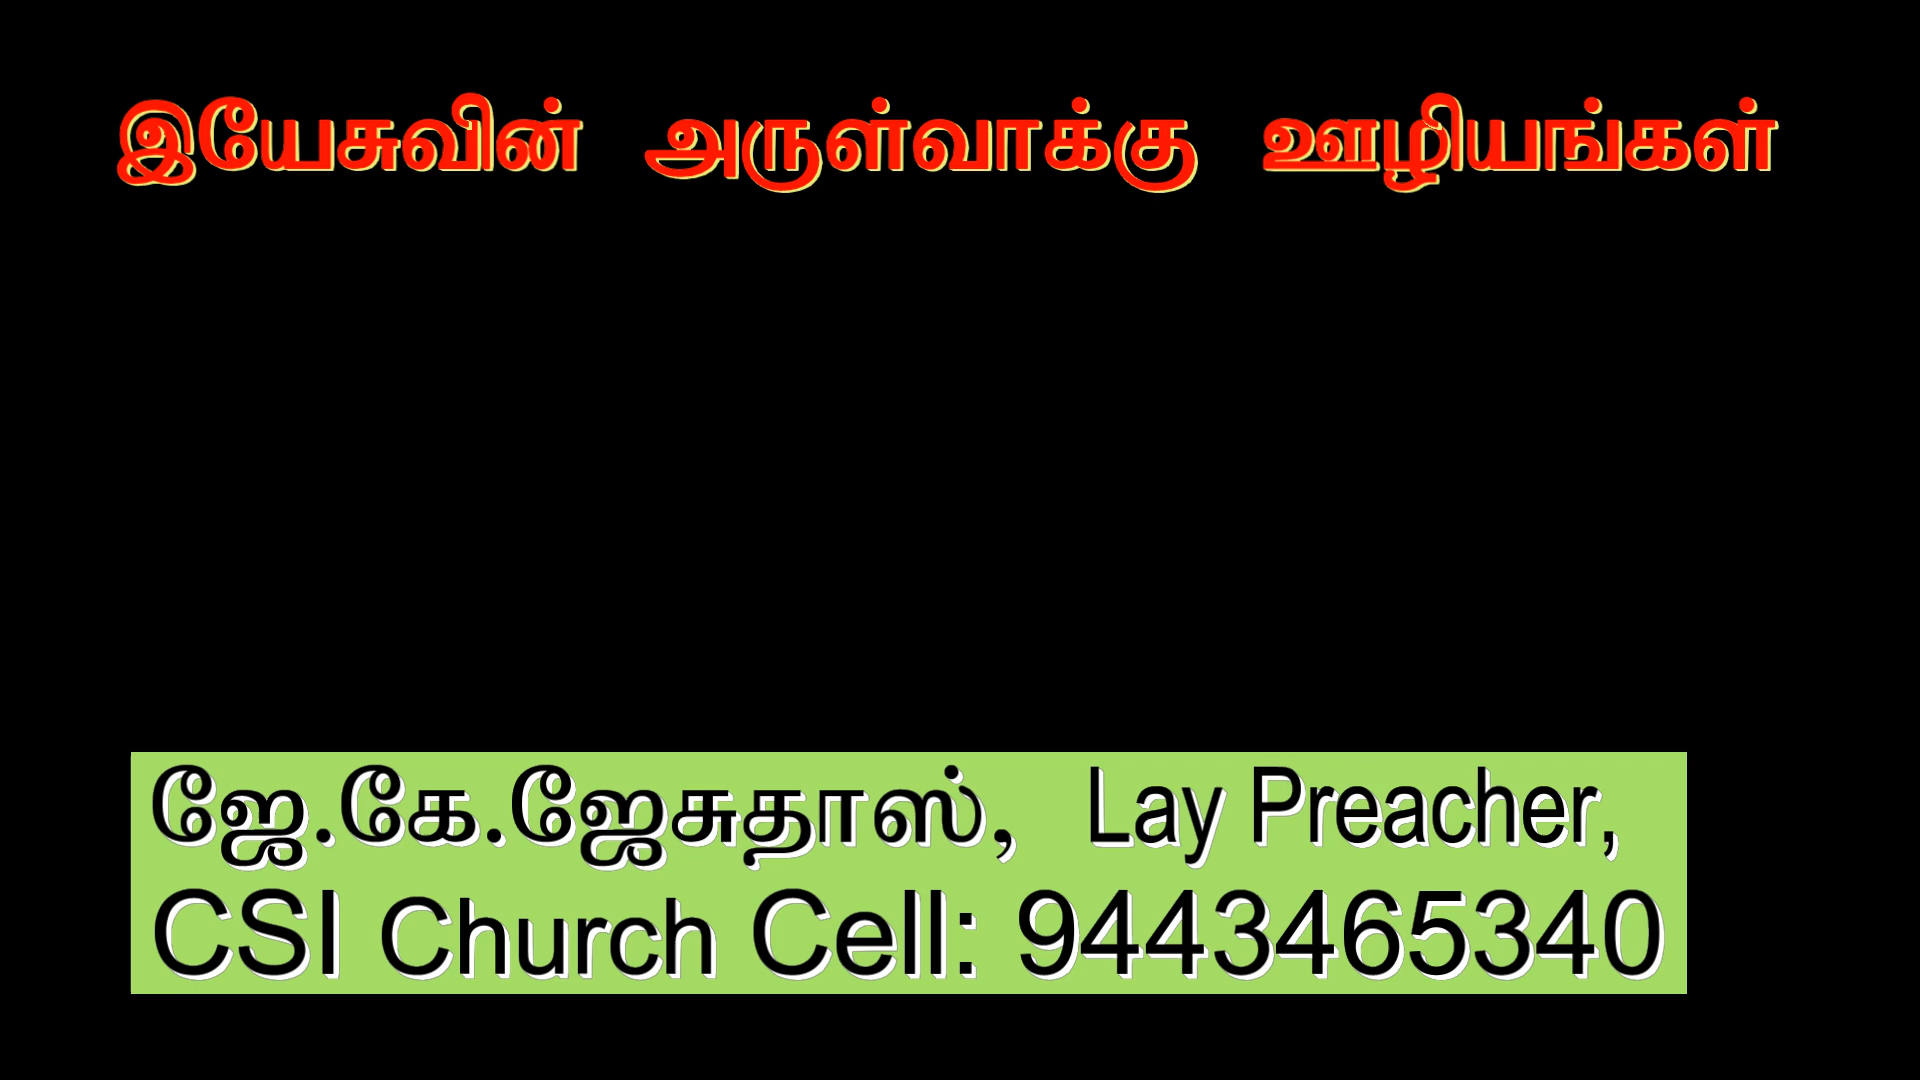 இயேசுவின் அருள்வாக்கு ஊழியங்கள்
ஜே.கே.ஜேசுதாஸ், Lay Preacher,
CSI Church Cell: 9443465340